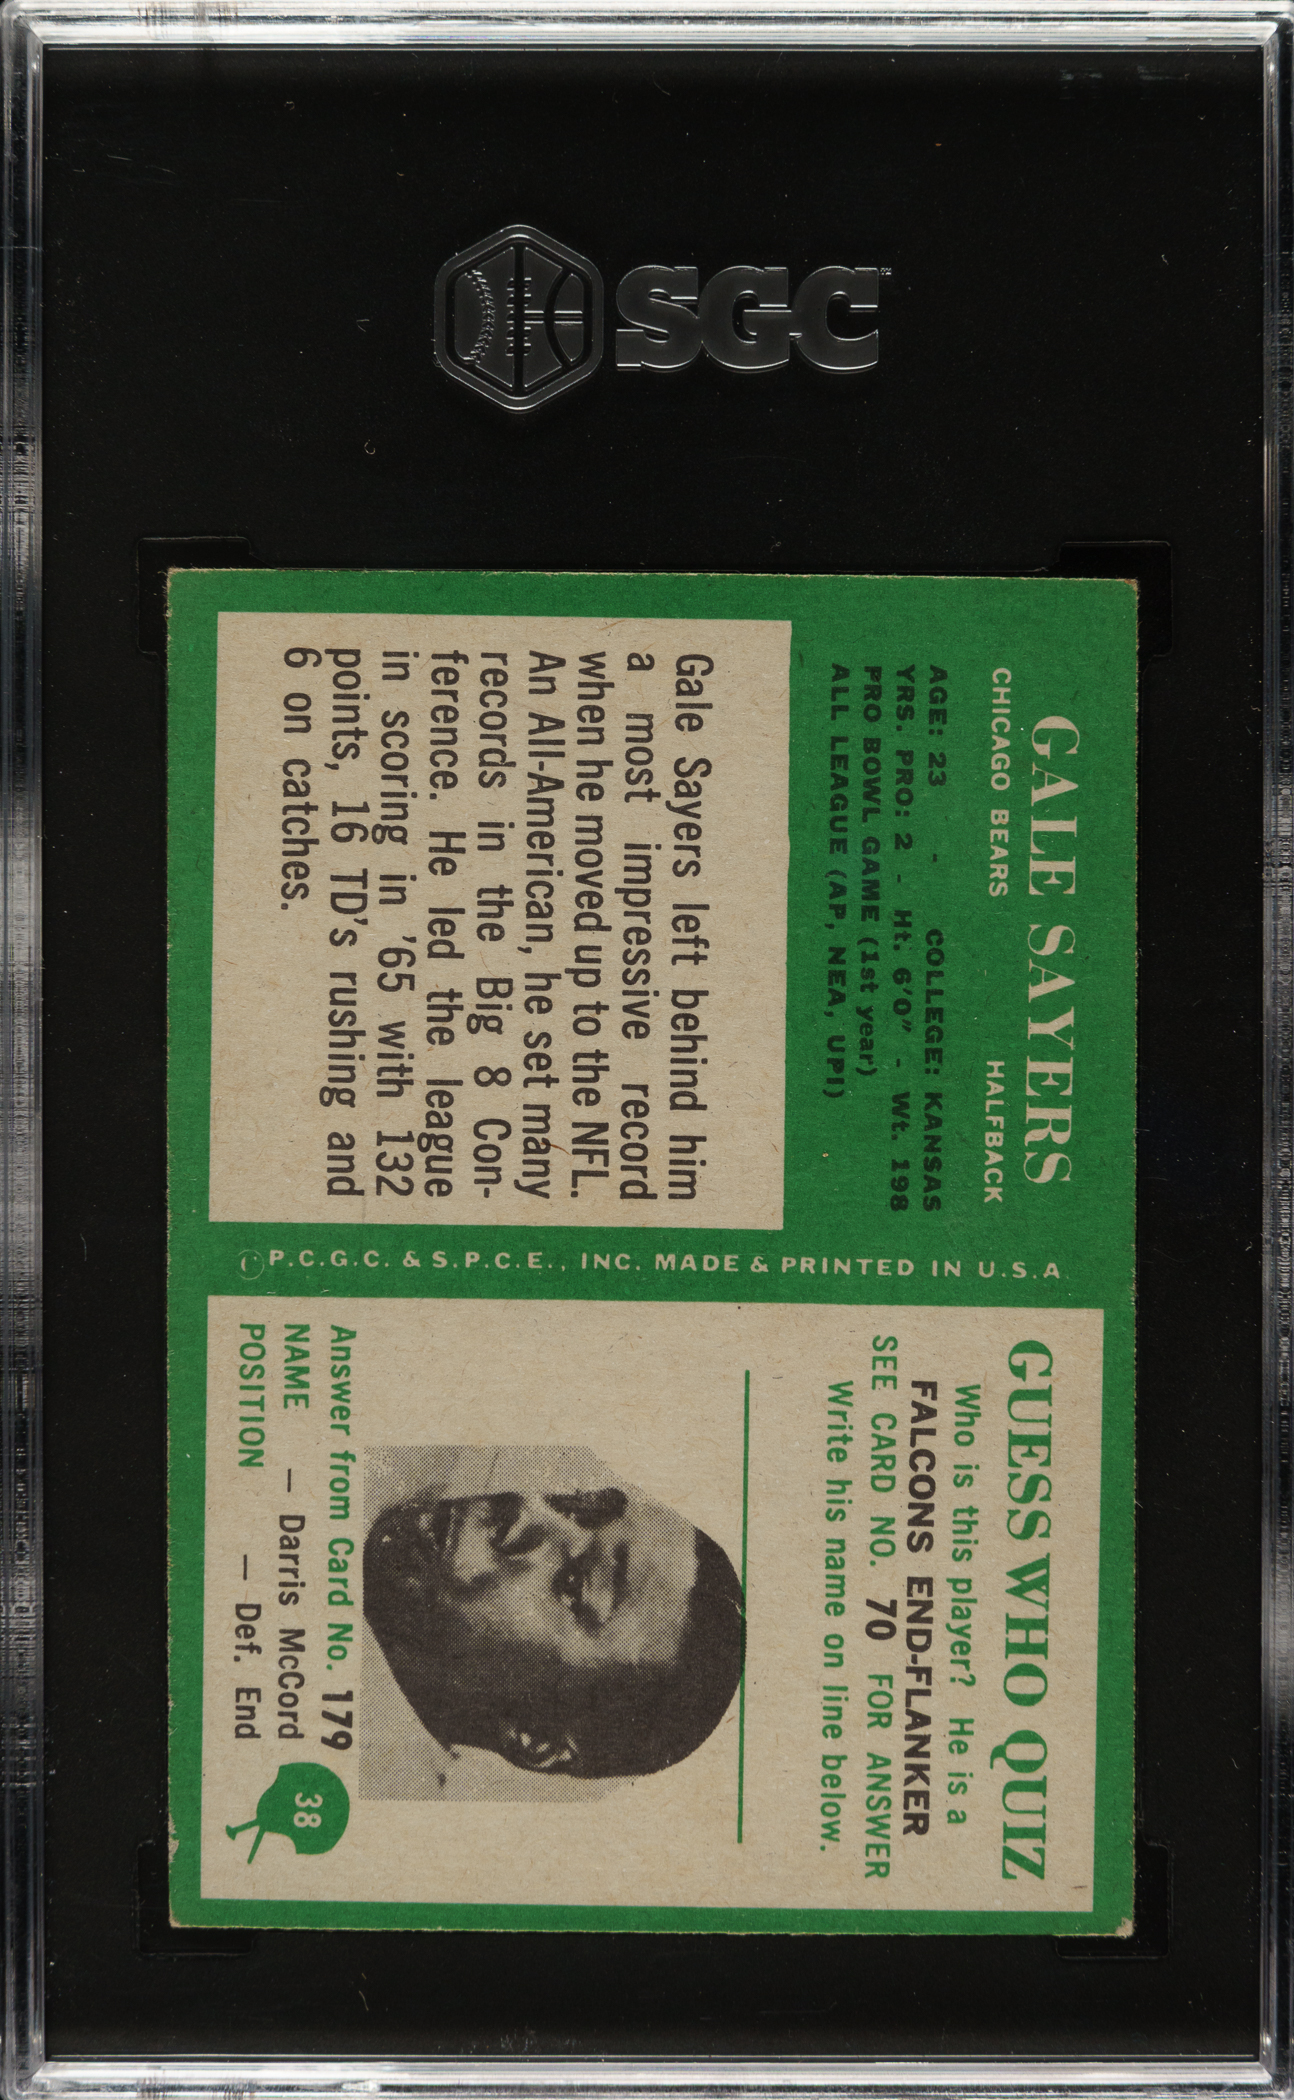 SGC
GALE SAYERS
CHICAGO BEARS HALFBACK
AGE: 23 - COLLEGE: KANSAS
YRS. PRO: 2 - Ht. 6'0" - Wt. 198
PRO BOWL GAME (1st year)
ALL LEAGUE (AP, NEA, UPI)
Gale Sayers left behind him
a most impressive record
when he moved up to the NFL.
An All-American, he set many
records in the Big 8 Con-
ference. He led the league
in scoring in '65 with 132
points, 16 TD's rushing and
6 on catches.
©P.C.G.C. & S.P.C.E., INC. MADE & PRINTED IN U.S.A.
GUESS WHO QUIZ
Who is this player? He is a
FALCONS END-FLANKER
SEE CARD NO. 70 FOR ANSWER
Write his name on line below.
Answer from Card No. 179
NAME — Darris McCord
POSITION — Def. End
38